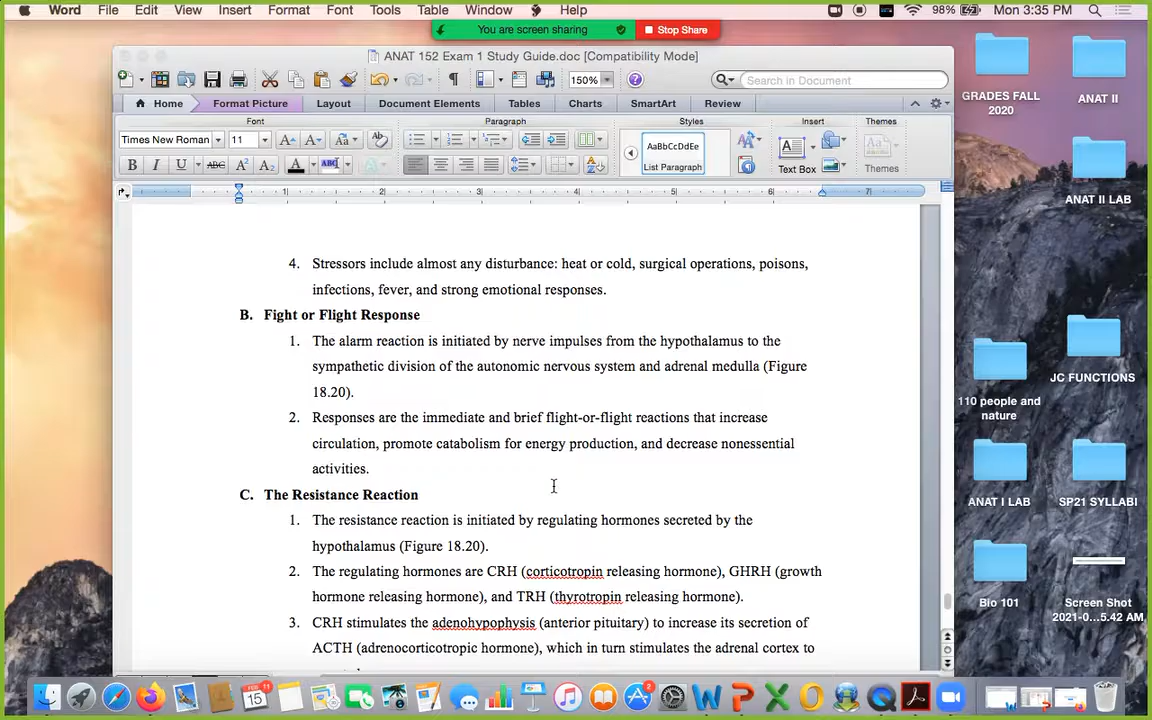 Word File Edit View Insert Format Font Tools Table Window Help 98% Mon 3:35 PM
You are screen sharing Stop Share
ANAT 152 Exam 1 Study Guide.doc [Compatibility Mode]
150% Search in Document
Home Format Picture Layout Document Elements Tables Charts SmartArt Review
Font Paragraph Styles Insert Themes
Times New Roman 11 AaBbCcDdEe
List Paragraph Text Box Themes
4. Stressors include almost any disturbance: heat or cold, surgical operations, poisons,
infections, fever, and strong emotional responses.
B. Fight or Flight Response
1. The alarm reaction is initiated by nerve impulses from the hypothalamus to the
sympathetic division of the autonomic nervous system and adrenal medulla (Figure
18.20).
2. Responses are the immediate and brief flight-or-flight reactions that increase
circulation, promote catabolism for energy production, and decrease nonessential
activities.
C. The Resistance Reaction
1. The resistance reaction is initiated by regulating hormones secreted by the
hypothalamus (Figure 18.20).
2. The regulating hormones are CRH (corticotropin releasing hormone), GHRH (growth
hormone releasing hormone), and TRH (thyrotropin releasing hormone).
3. CRH stimulates the adenohypophysis (anterior pituitary) to increase its secretion of
ACTH (adrenocorticotropic hormone), which in turn stimulates the adrenal cortex to
GRADES FALL
2020
ANAT II
ANAT II LAB
JC FUNCTIONS
110 people and
nature
ANAT I LAB
SP21 SYLLABI
Bio 101
Screen Shot
2021-0...5.42 AM